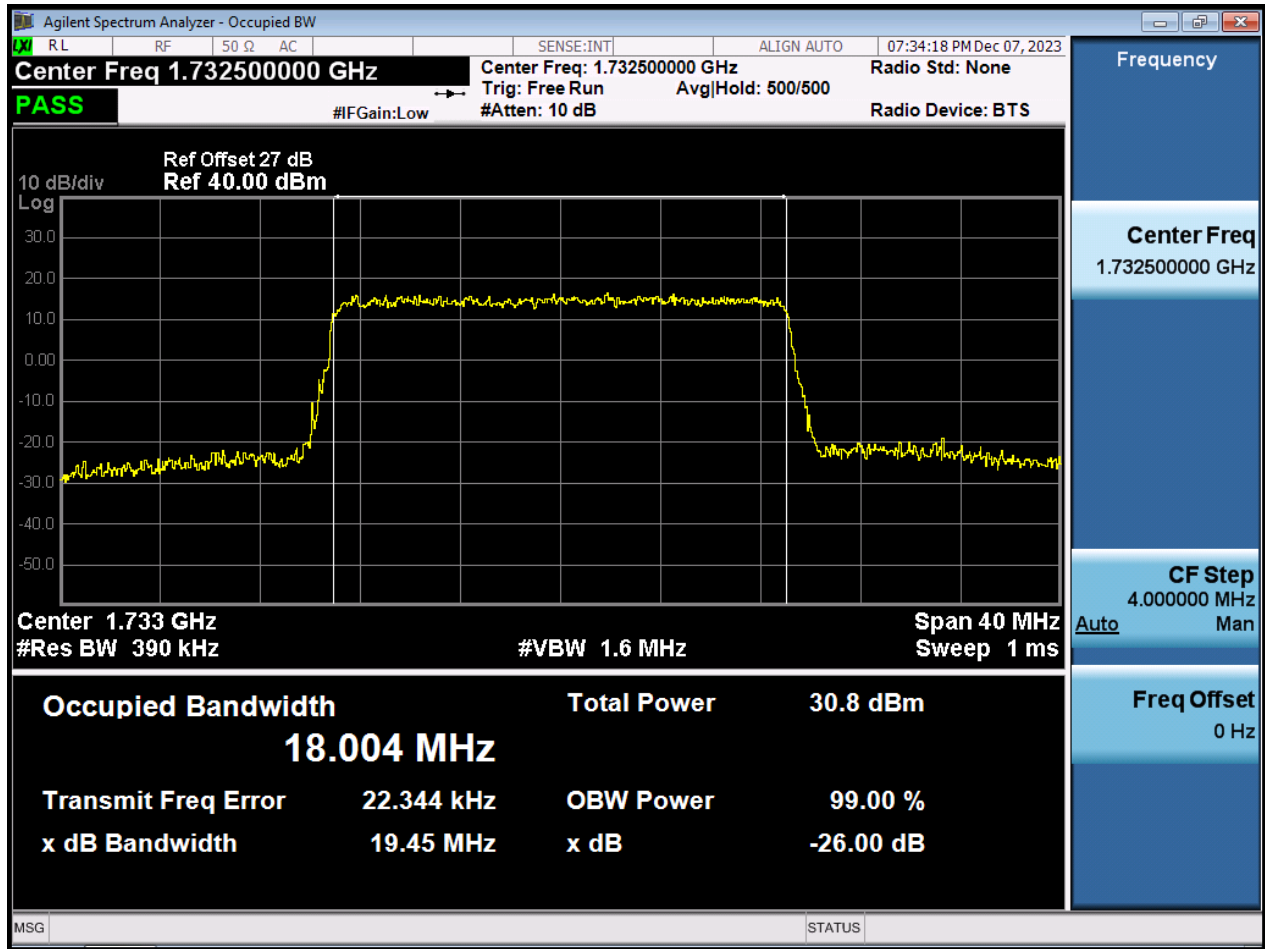 Agilent Spectrum Analyzer - Occupied BW
LXI RL RF 50 Ω AC SENSE:INT ALIGN AUTO 07:34:18 PM Dec 07, 2023
Center Freq 1.732500000 GHz
PASS
#IFGain:Low
Center Freq: 1.732500000 GHz
Trig: Free Run Avg|Hold: 500/500
#Atten: 10 dB
Radio Std: None
Radio Device: BTS
Ref Offset 27 dB
10 dB/div Ref 40.00 dBm
Log
30.0
20.0
10.0
0.00
-10.0
-20.0
-30.0
-40.0
-50.0
Center 1.733 GHz Span 40 MHz
#Res BW 390 kHz #VBW 1.6 MHz Sweep 1 ms
Occupied Bandwidth Total Power 30.8 dBm
18.004 MHz
Transmit Freq Error 22.344 kHz OBW Power 99.00 %
x dB Bandwidth 19.45 MHz x dB -26.00 dB
MSG STATUS
Frequency
Center Freq
1.732500000 GHz
CF Step
4.000000 MHz
Auto Man
Freq Offset
0 Hz